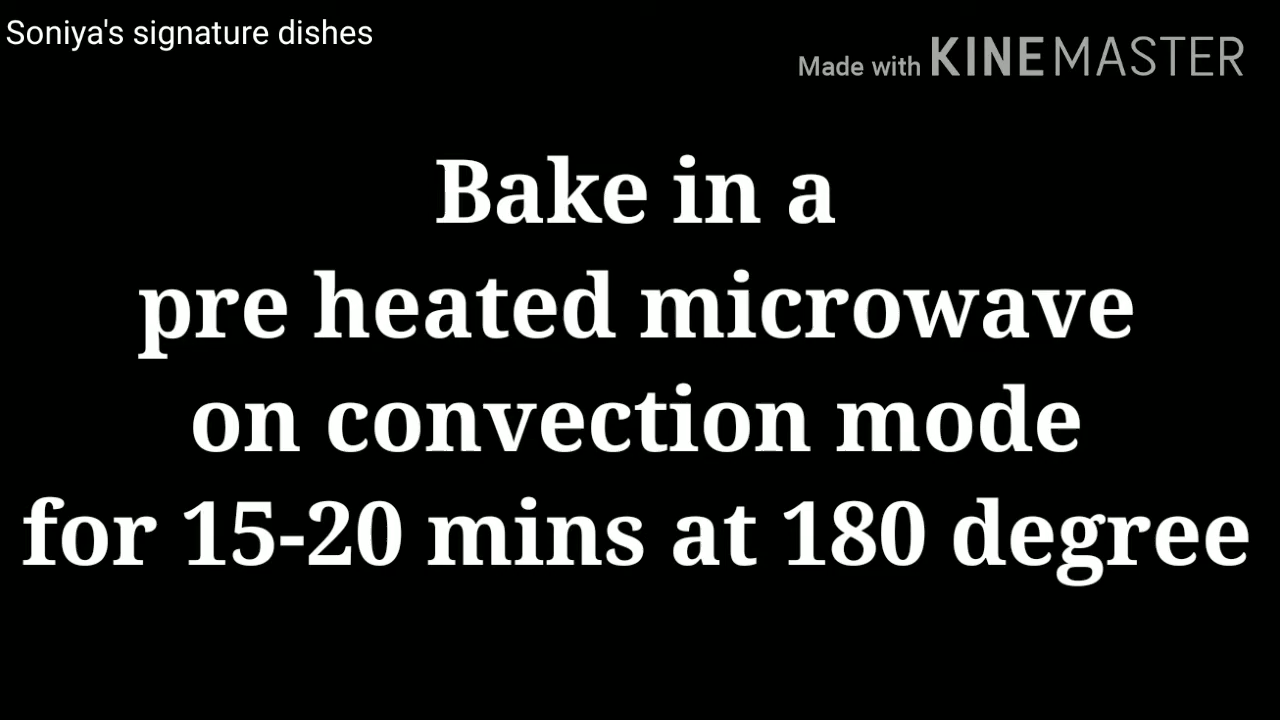 Soniya's signature dishes
Made with KINEMASTER
Bake in a
pre heated microwave
on convection mode
for 15-20 mins at 180 degree